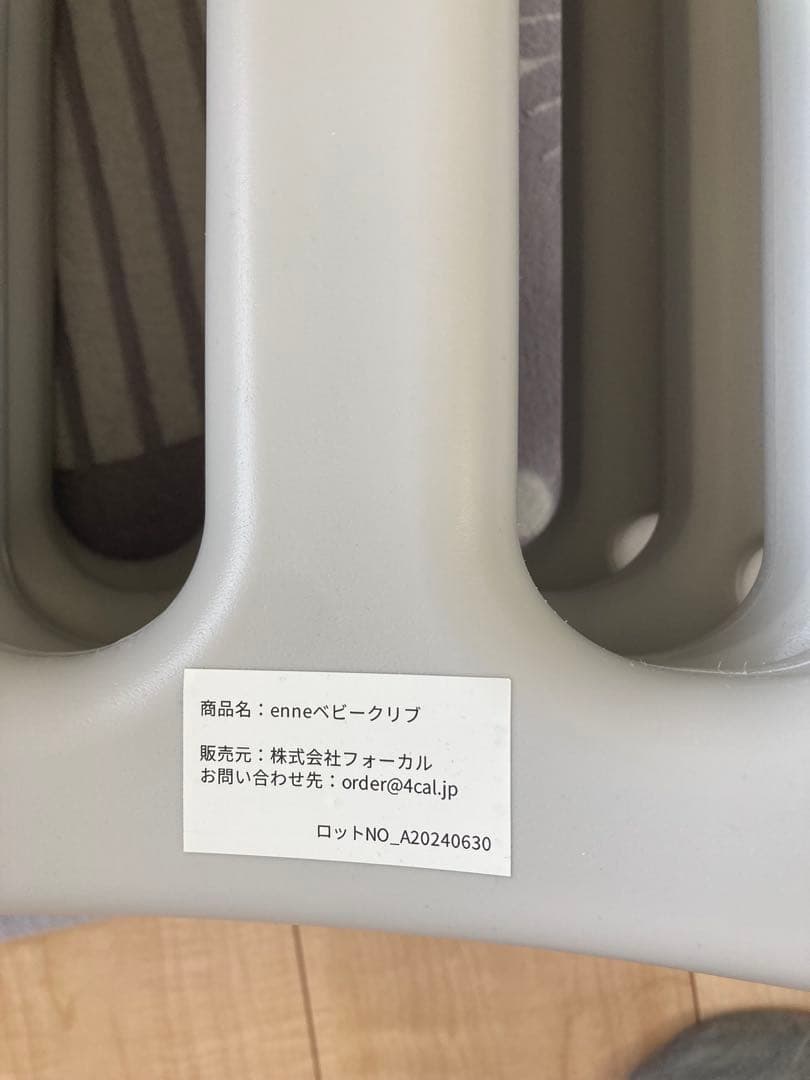 商品名：enneベビークリブ
販売元：株式会社フォーカル
お問い合わせ先：order@4cal.jp
ロットNO_A20240630